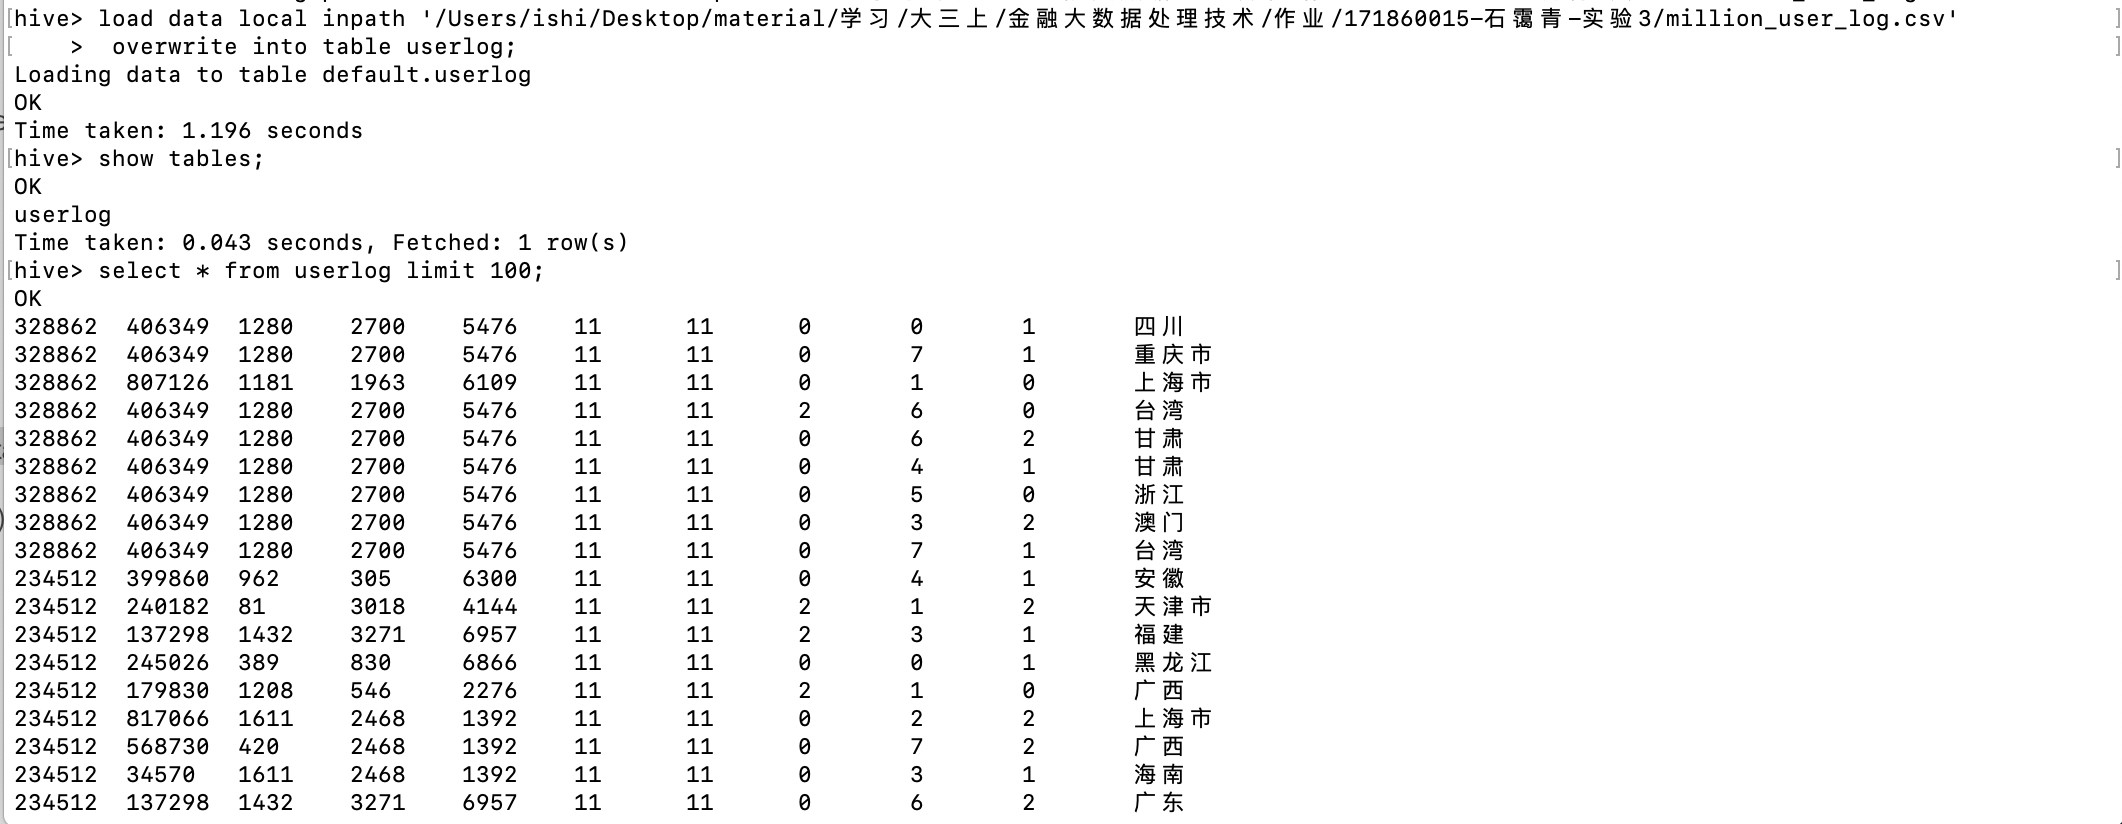 hive> load data local inpath '/Users/ishi/Desktop/material/学习/大三上/金融大数据处理技术/作业/171860015-石霭青-实验3/million_user_log.csv'
    >  overwrite into table userlog;
Loading data to table default.userlog
OK
Time taken: 1.196 seconds
hive> show tables;
OK
userlog
Time taken: 0.043 seconds, Fetched: 1 row(s)
hive> select * from userlog limit 100;
OK
328862	406349	1280	2700	5476	11	11	0	0	1	四川
328862	406349	1280	2700	5476	11	11	0	7	1	重庆市
328862	807126	1181	1963	6109	11	11	0	1	0	上海市
328862	406349	1280	2700	5476	11	11	2	6	0	台湾
328862	406349	1280	2700	5476	11	11	0	6	2	甘肃
328862	406349	1280	2700	5476	11	11	0	4	1	甘肃
328862	406349	1280	2700	5476	11	11	0	5	0	浙江
328862	406349	1280	2700	5476	11	11	0	3	2	澳门
328862	406349	1280	2700	5476	11	11	0	7	1	台湾
234512	399860	962	305	6300	11	11	0	4	1	安徽
234512	240182	81	3018	4144	11	11	2	1	2	天津市
234512	137298	1432	3271	6957	11	11	2	3	1	福建
234512	245026	389	830	6866	11	11	0	0	1	黑龙江
234512	179830	1208	546	2276	11	11	2	1	0	广西
234512	817066	1611	2468	1392	11	11	0	2	2	上海市
234512	568730	420	2468	1392	11	11	0	7	2	广西
234512	34570	1611	2468	1392	11	11	0	3	1	海南
234512	137298	1432	3271	6957	11	11	0	6	2	广东